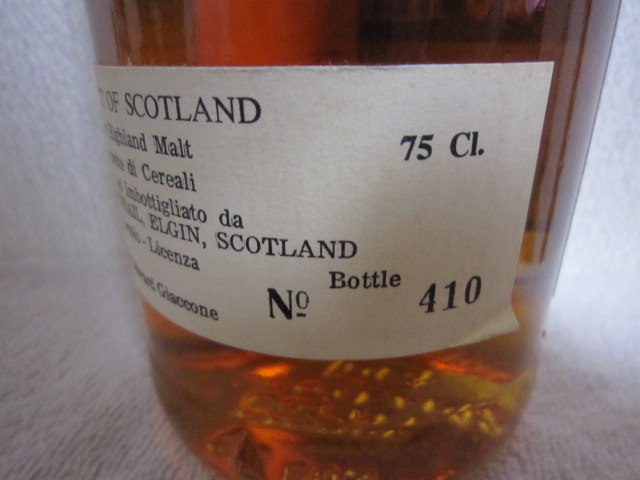 OF SCOTLAND
Highland Malt
75 Cl.
di Cereali
Imbottigliato da
ELGIN, SCOTLAND
- Licenza
Giaccone
Bottle
Nº 410